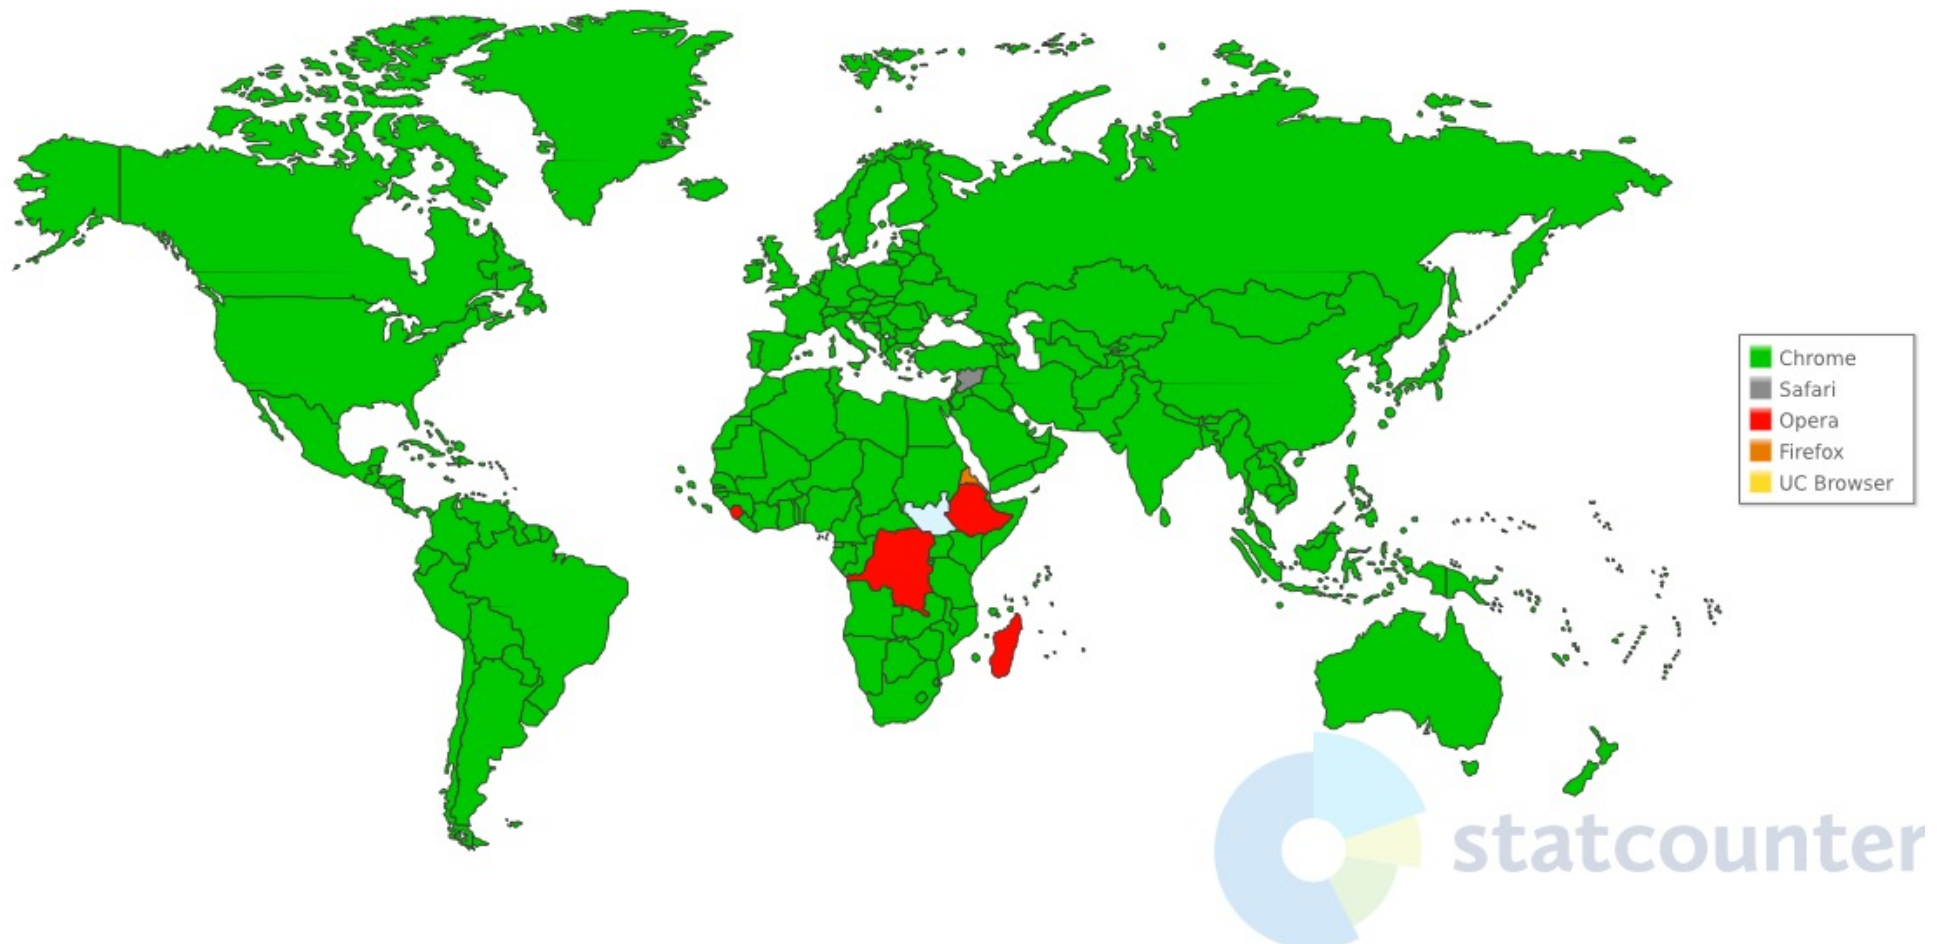 Chrome
Safari
Opera
Firefox
UC Browser
statcounter